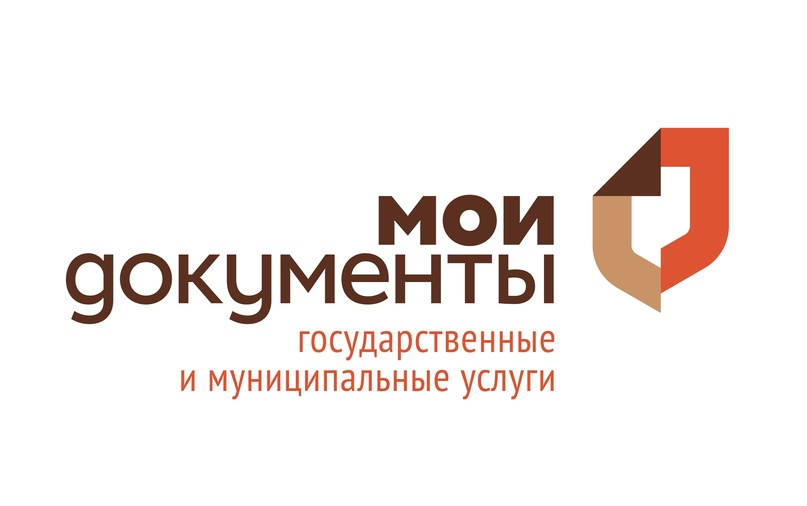 мои
документы
государственные
и муниципальные услуги